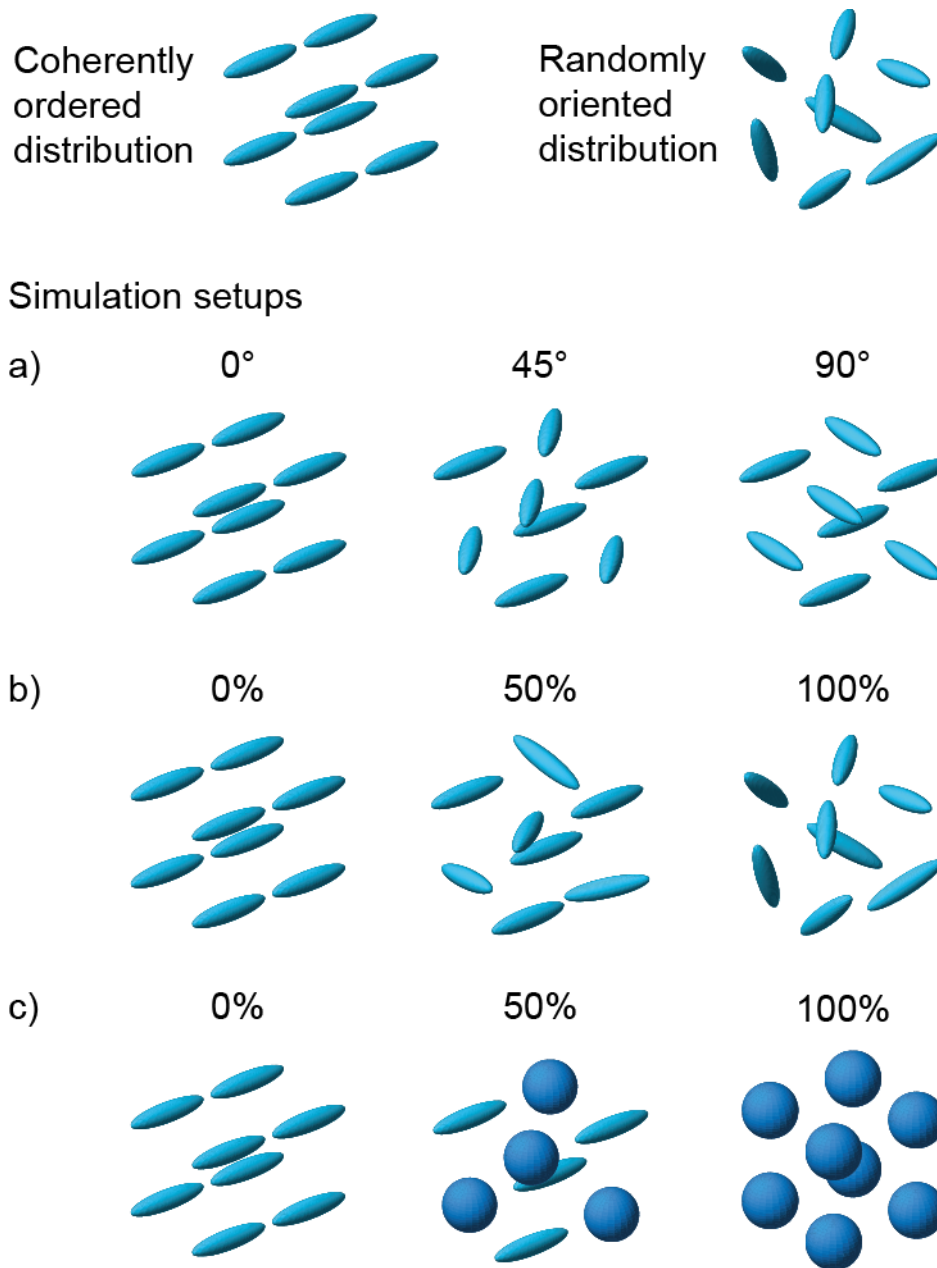 Coherently
ordered
distribution
Randomly
oriented
distribution
Simulation setups
a) 0° 45° 90°
b) 0% 50% 100%
c) 0% 50% 100%